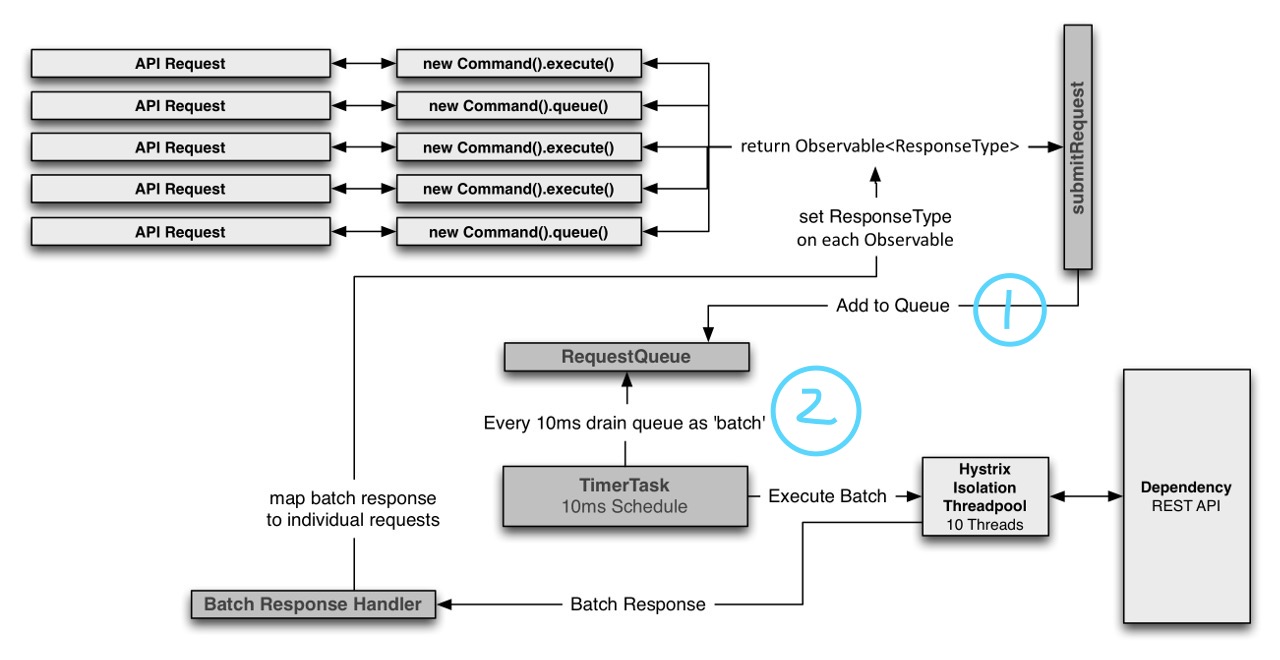 API Request
new Command().execute()
API Request
new Command().queue()
API Request
new Command().execute()
API Request
new Command().execute()
API Request
new Command().queue()
return Observable<ResponseType>
submitRequest
set ResponseType
on each Observable
Add to Queue
1
RequestQueue
Every 10ms drain queue as 'batch'
2
TimerTask
10ms Schedule
Execute Batch
Hystrix
Isolation
Threadpool
10 Threads
Dependency
REST API
map batch response
to individual requests
Batch Response Handler
Batch Response